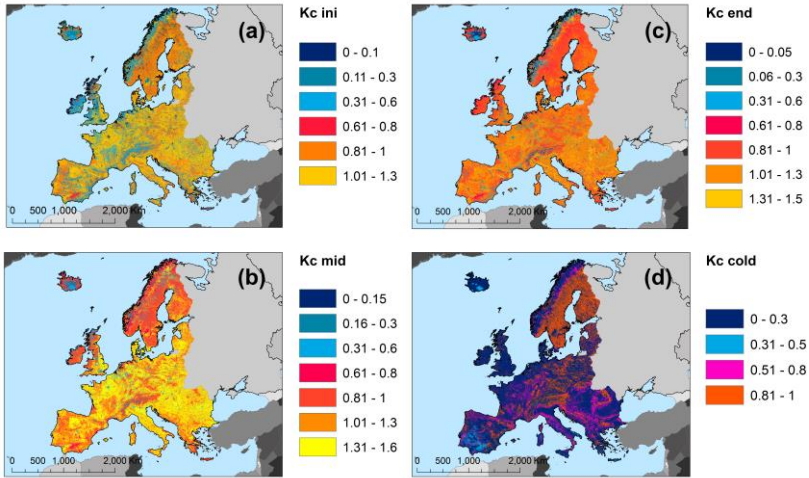 (a)
Kc ini
0 - 0.1
0.11 - 0.3
0.31 - 0.6
0.61 - 0.8
0.81 - 1
1.01 - 1.3
0 500 1,000 2,000 Km
(c)
Kc end
0 - 0.05
0.06 - 0.3
0.31 - 0.6
0.61 - 0.8
0.81 - 1
1.01 - 1.3
1.31 - 1.5
0 500 1,000 2,000 Km
(b)
Kc mid
0 - 0.15
0.16 - 0.3
0.31 - 0.6
0.61 - 0.8
0.81 - 1
1.01 - 1.3
1.31 - 1.6
0 500 1,000 2,000 Km
(d)
Kc cold
0 - 0.3
0.31 - 0.5
0.51 - 0.8
0.81 - 1
0 500 1,000 2,000 Km